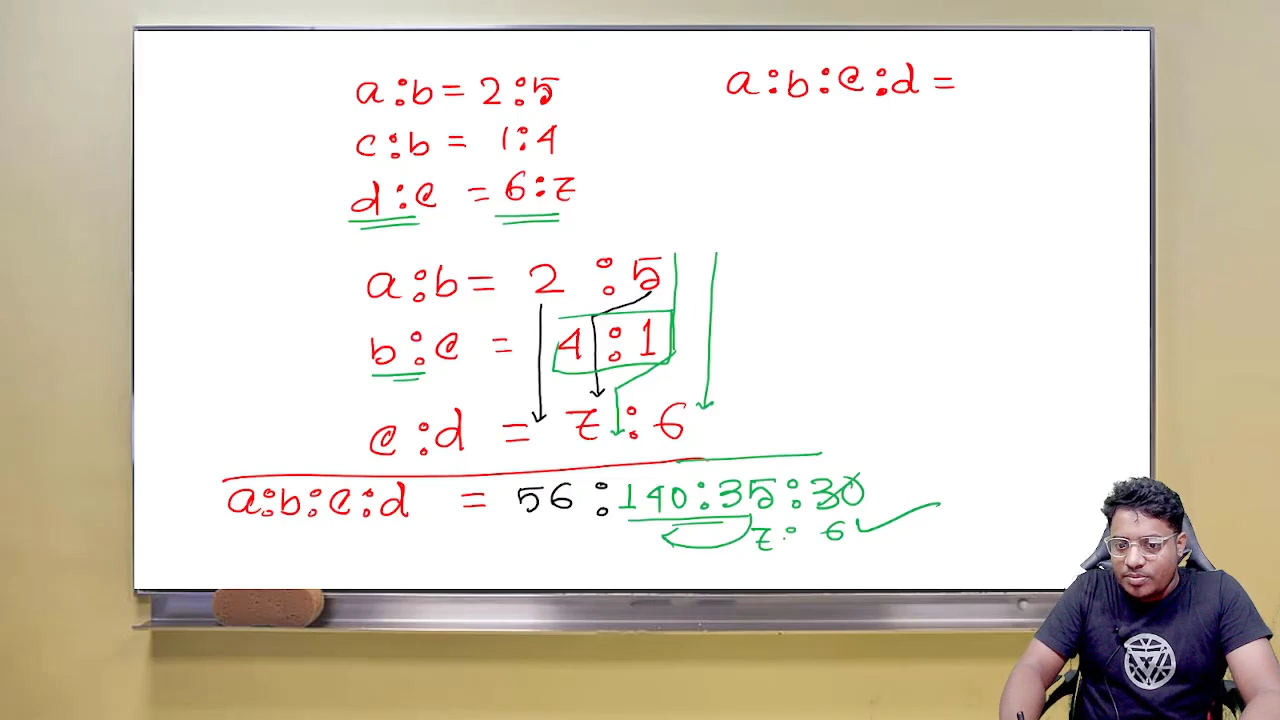 a:b = 2:5
c:b = 1:4
d:c = 6:7
a:b:c:d =
a:b = 2 : 5
b:c = 4 : 1
c:d = 7 : 6
a:b:c:d = 56 : 140 : 35 : 30
7 : 6